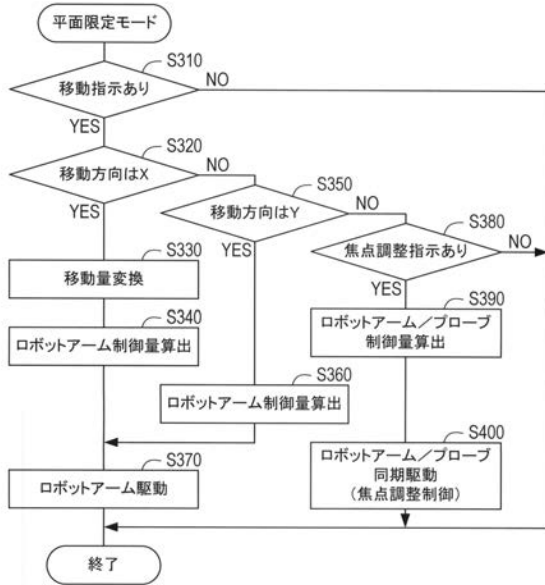 平面限定モード
S310
移動指示あり
NO
YES
S320
移動方向はX
NO
YES
S350
移動方向はY
NO
YES
S380
焦点調整指示あり
NO
YES
S330
移動量変換
S340
ロボットアーム制御量算出
S390
ロボットアーム/プローブ
制御量算出
S360
ロボットアーム制御量算出
S370
ロボットアーム駆動
S400
ロボットアーム/プローブ
同期駆動
(焦点調整制御)
終了